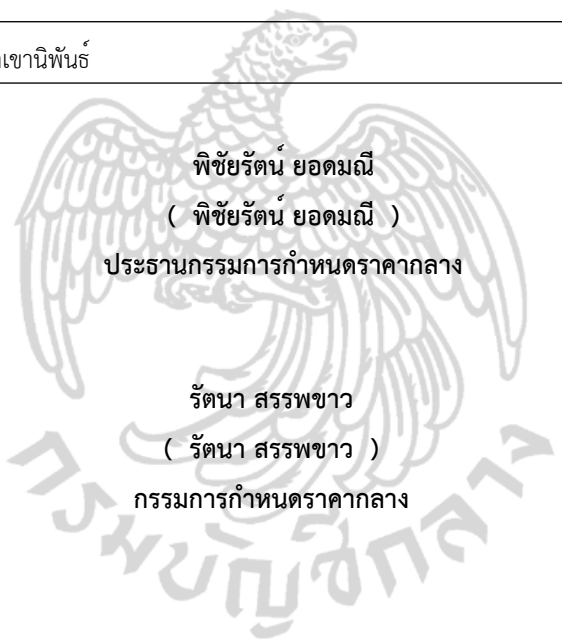 เขานิพันธ์
พิชัยรัตน์ ยอดมณี
( พิชัยรัตน์ ยอดมณี )
ประธานกรรมการกำหนดราคากลาง
รัตนา สรรพขาว
( รัตนา สรรพขาว )
กรรมการกำหนดราคากลาง
กรมบัญชีกลาง